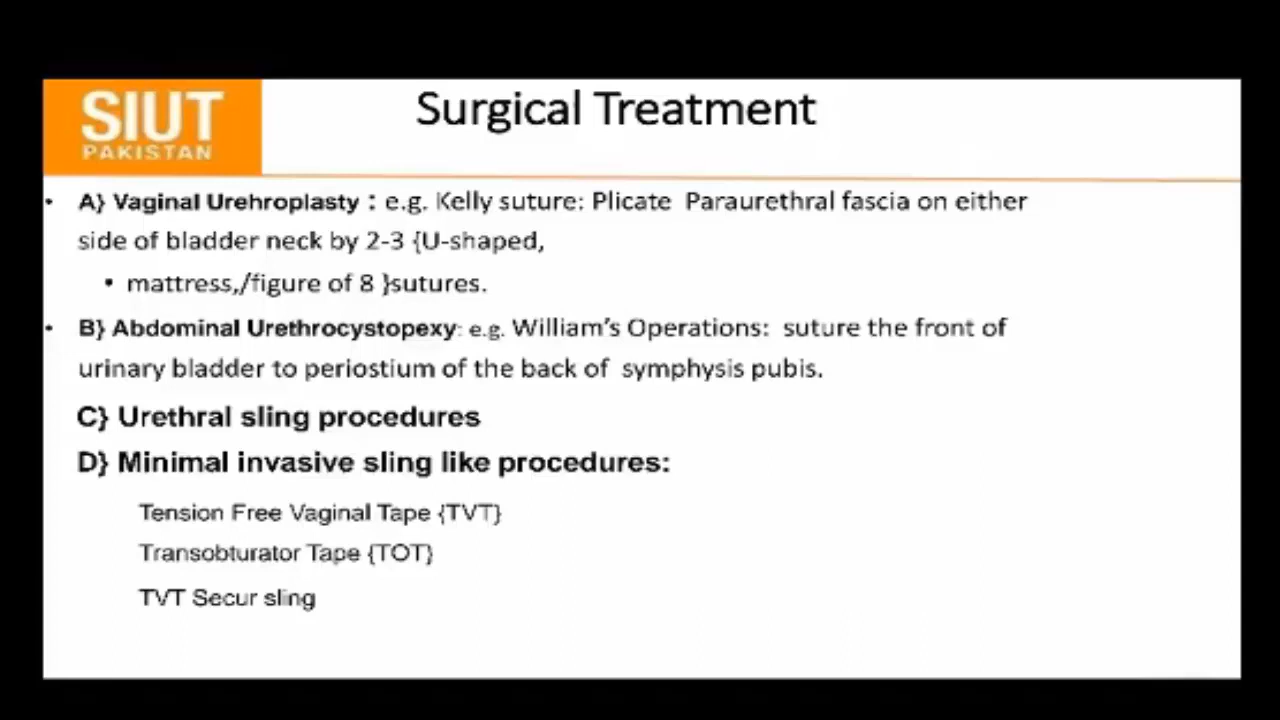 SIUT
PAKISTAN
Surgical Treatment
• A} Vaginal Urehroplasty : e.g. Kelly suture: Plicate Paraurethral fascia on either
side of bladder neck by 2-3 {U-shaped,
• mattress,/figure of 8 }sutures.
• B} Abdominal Urethrocystopexy: e.g. William's Operations: suture the front of
urinary bladder to periostium of the back of symphysis pubis.
C} Urethral sling procedures
D} Minimal invasive sling like procedures:
Tension Free Vaginal Tape {TVT}
Transobturator Tape {TOT}
TVT Secur sling